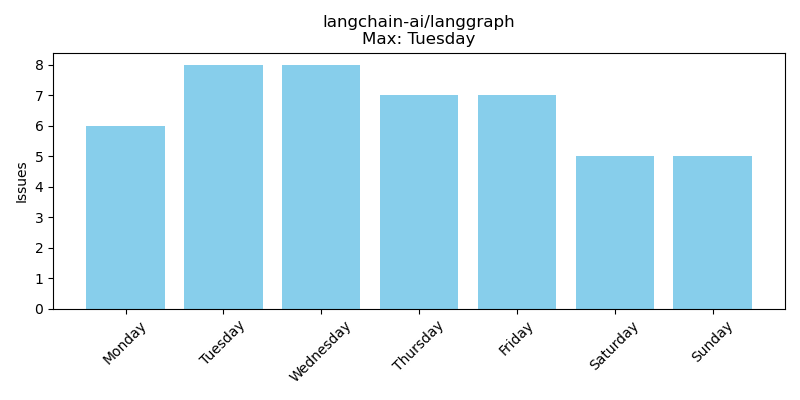 langchain-ai/langgraph
Max: Tuesday
Issues
8
7
6
5
4
3
2
1
0
Monday
Tuesday
Wednesday
Thursday
Friday
Saturday
Sunday